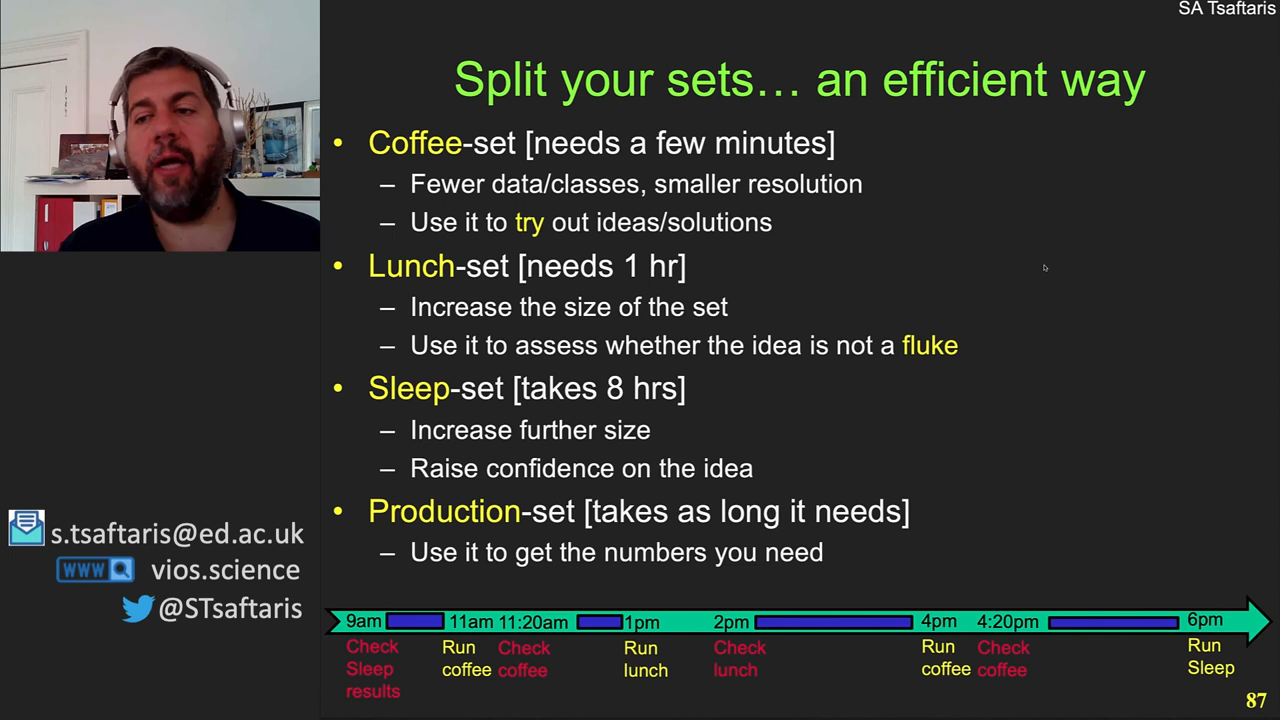 SA Tsaftaris
Split your sets… an efficient way
• Coffee-set [needs a few minutes]
– Fewer data/classes, smaller resolution
– Use it to try out ideas/solutions
• Lunch-set [needs 1 hr]
– Increase the size of the set
– Use it to assess whether the idea is not a fluke
• Sleep-set [takes 8 hrs]
– Increase further size
– Raise confidence on the idea
• Production-set [takes as long it needs]
– Use it to get the numbers you need
s.tsaftaris@ed.ac.uk
WWW vios.science
@STsaftaris
9am 11am 11:20am 1pm 2pm 4pm 4:20pm 6pm
Check Run Check Run Check Run Check Run
Sleep coffee coffee lunch lunch coffee coffee Sleep
results
87